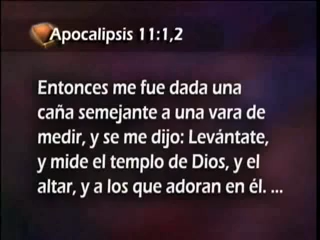 Apocalipsis 11:1,2
Entonces me fue dada una
caña semejante a una vara de
medir, y se me dijo: Levántate,
y mide el templo de Dios, y el
altar, y a los que adoran en él. ...